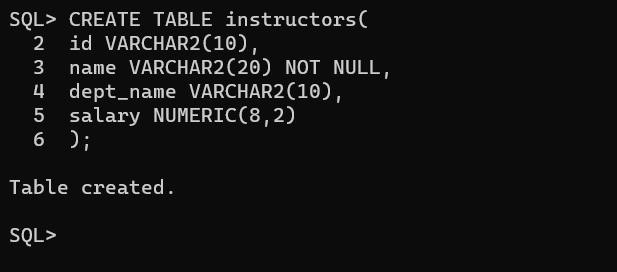 SQL> CREATE TABLE instructors(
  2  id VARCHAR2(10),
  3  name VARCHAR2(20) NOT NULL,
  4  dept_name VARCHAR2(10),
  5  salary NUMERIC(8,2)
  6  );
Table created.
SQL>